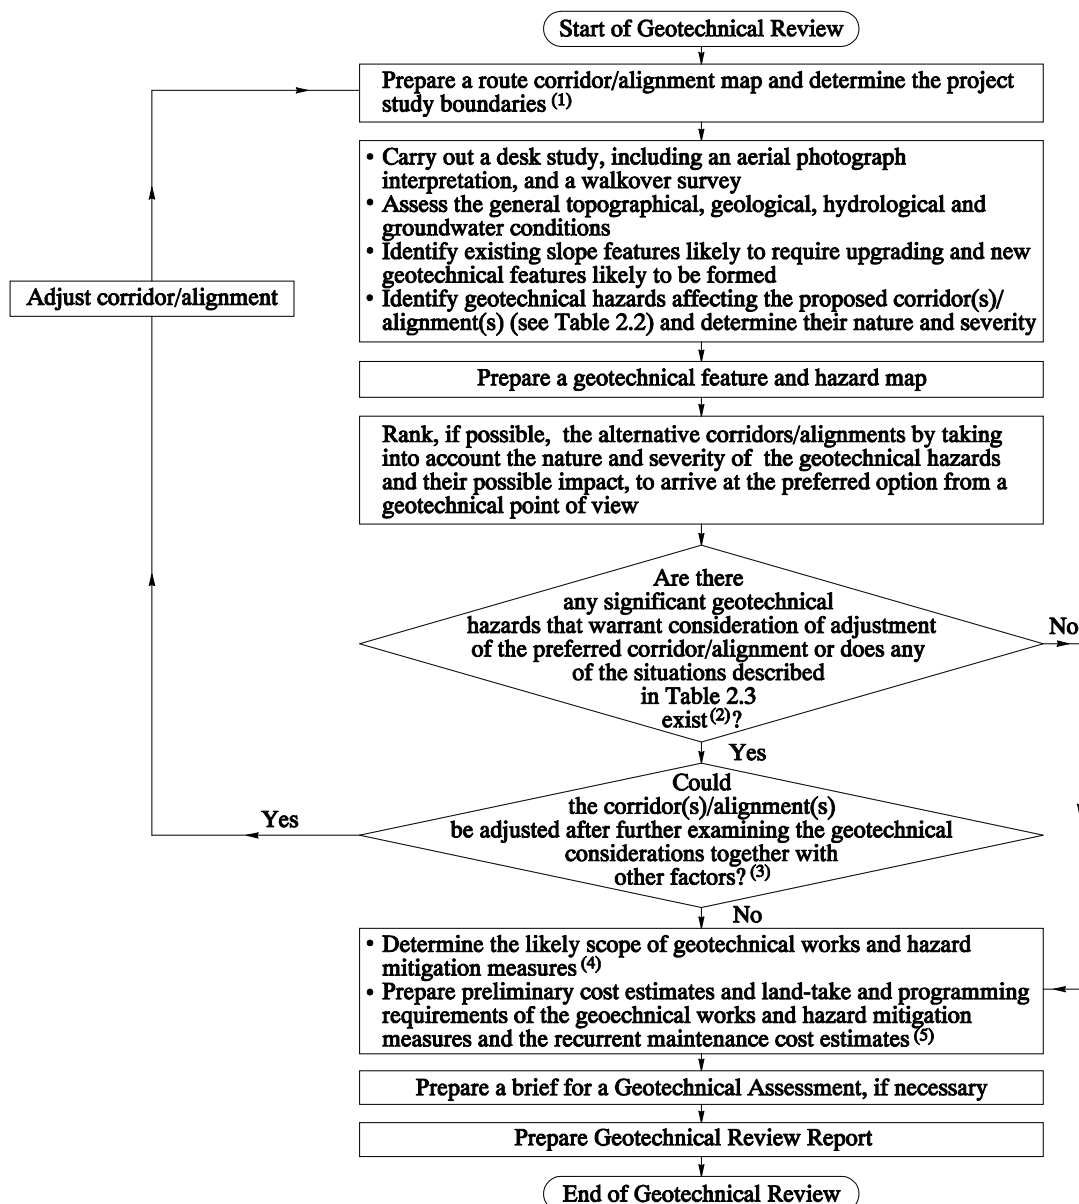 Start of Geotechnical Review
Prepare a route corridor/alignment map and determine the project
study boundaries (1)
• Carry out a desk study, including an aerial photograph
interpretation, and a walkover survey
• Assess the general topographical, geological, hydrological and
groundwater conditions
• Identify existing slope features likely to require upgrading and new
geotechnical features likely to be formed
• Identify geotechnical hazards affecting the proposed corridor(s)/
alignment(s) (see Table 2.2) and determine their nature and severity
Adjust corridor/alignment
Prepare a geotechnical feature and hazard map
Rank, if possible, the alternative corridors/alignments by taking
into account the nature and severity of the geotechnical hazards
and their possible impact, to arrive at the preferred option from a
geotechnical point of view
Are there
any significant geotechnical
hazards that warrant consideration of adjustment
of the preferred corridor/alignment or does any
of the situations described
in Table 2.3
exist (2)?
No
Yes
Could
the corridor(s)/alignment(s)
be adjusted after further examining the geotechnical
considerations together with
other factors? (3)
Yes
No
• Determine the likely scope of geotechnical works and hazard
mitigation measures (4)
• Prepare preliminary cost estimates and land-take and programming
requirements of the geoechnical works and hazard mitigation
measures and the recurrent maintenance cost estimates (5)
Prepare a brief for a Geotechnical Assessment, if necessary
Prepare Geotechnical Review Report
End of Geotechnical Review